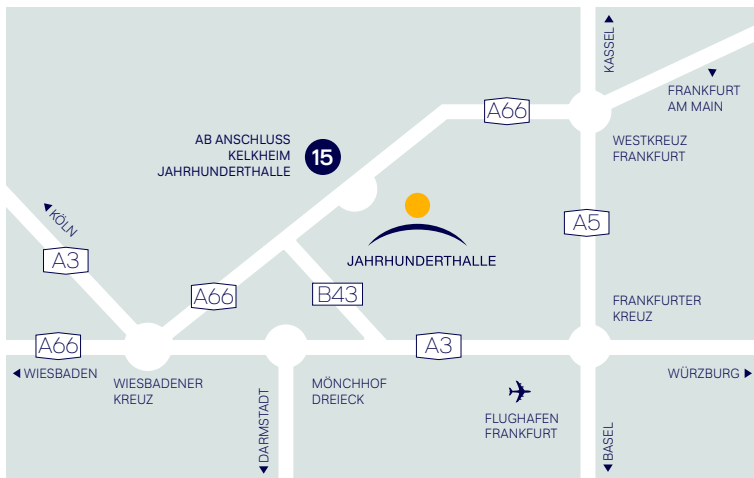 KASSEL
FRANKFURT
AM MAIN
A66
AB ANSCHLUSS
KELKHEIM
JAHRHUNDERTHALLE
15
WESTKREUZ
FRANKFURT
KÖLN
A5
A3
JAHRHUNDERTHALLE
A66
B43
FRANKFURTER
KREUZ
A66
A3
WIESBADEN
WIESBADENER
KREUZ
MÖNCHHOF
DREIECK
WÜRZBURG
DARMSTADT
FLUGHAFEN
FRANKFURT
BASEL